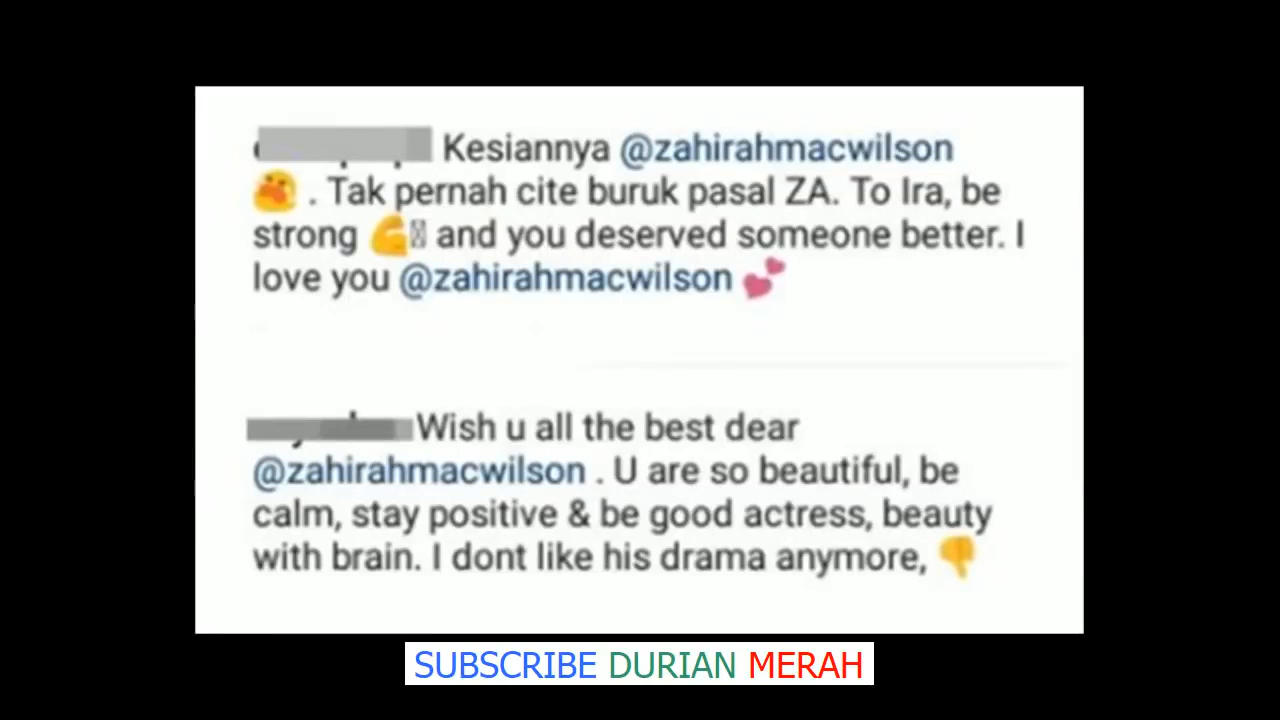 Kesiannya @zahirahmacwilson
😷 . Tak pernah cite buruk pasal ZA. To Ira, be
strong 💪 and you deserved someone better. I
love you @zahirahmacwilson 💕
Wish u all the best dear
@zahirahmacwilson . U are so beautiful, be
calm, stay positive & be good actress, beauty
with brain. I dont like his drama anymore, 👎
SUBSCRIBE DURIAN MERAH